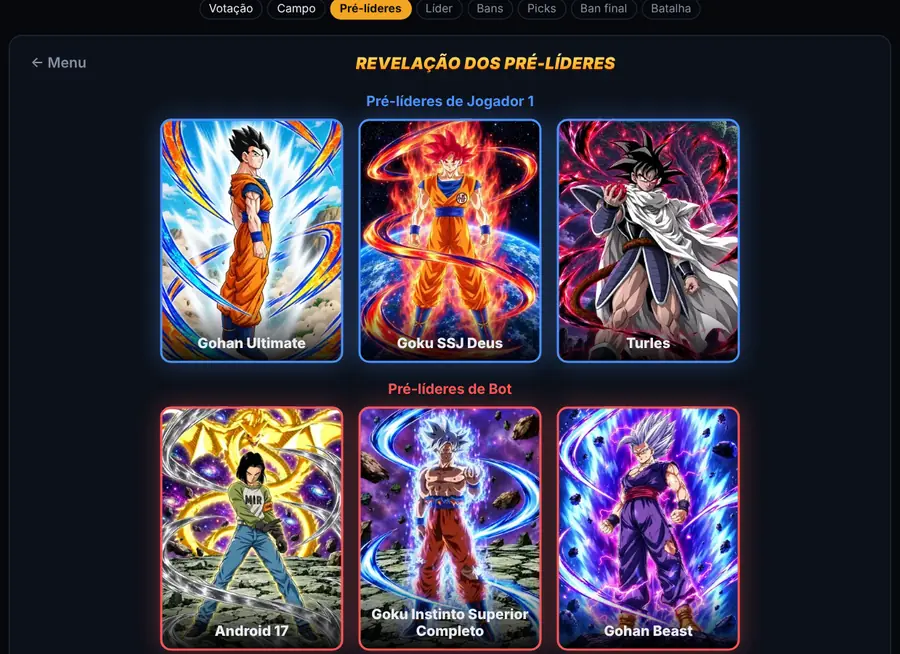 Votação Campo Pré-líderes Líder Bans Picks Ban final Batalha
← Menu
REVELAÇÃO DOS PRÉ-LÍDERES
Pré-líderes de Jogador 1
Gohan Ultimate
Goku SSJ Deus
Turles
Pré-líderes de Bot
MIR
Android 17
Goku Instinto Superior
Completo
Gohan Beast